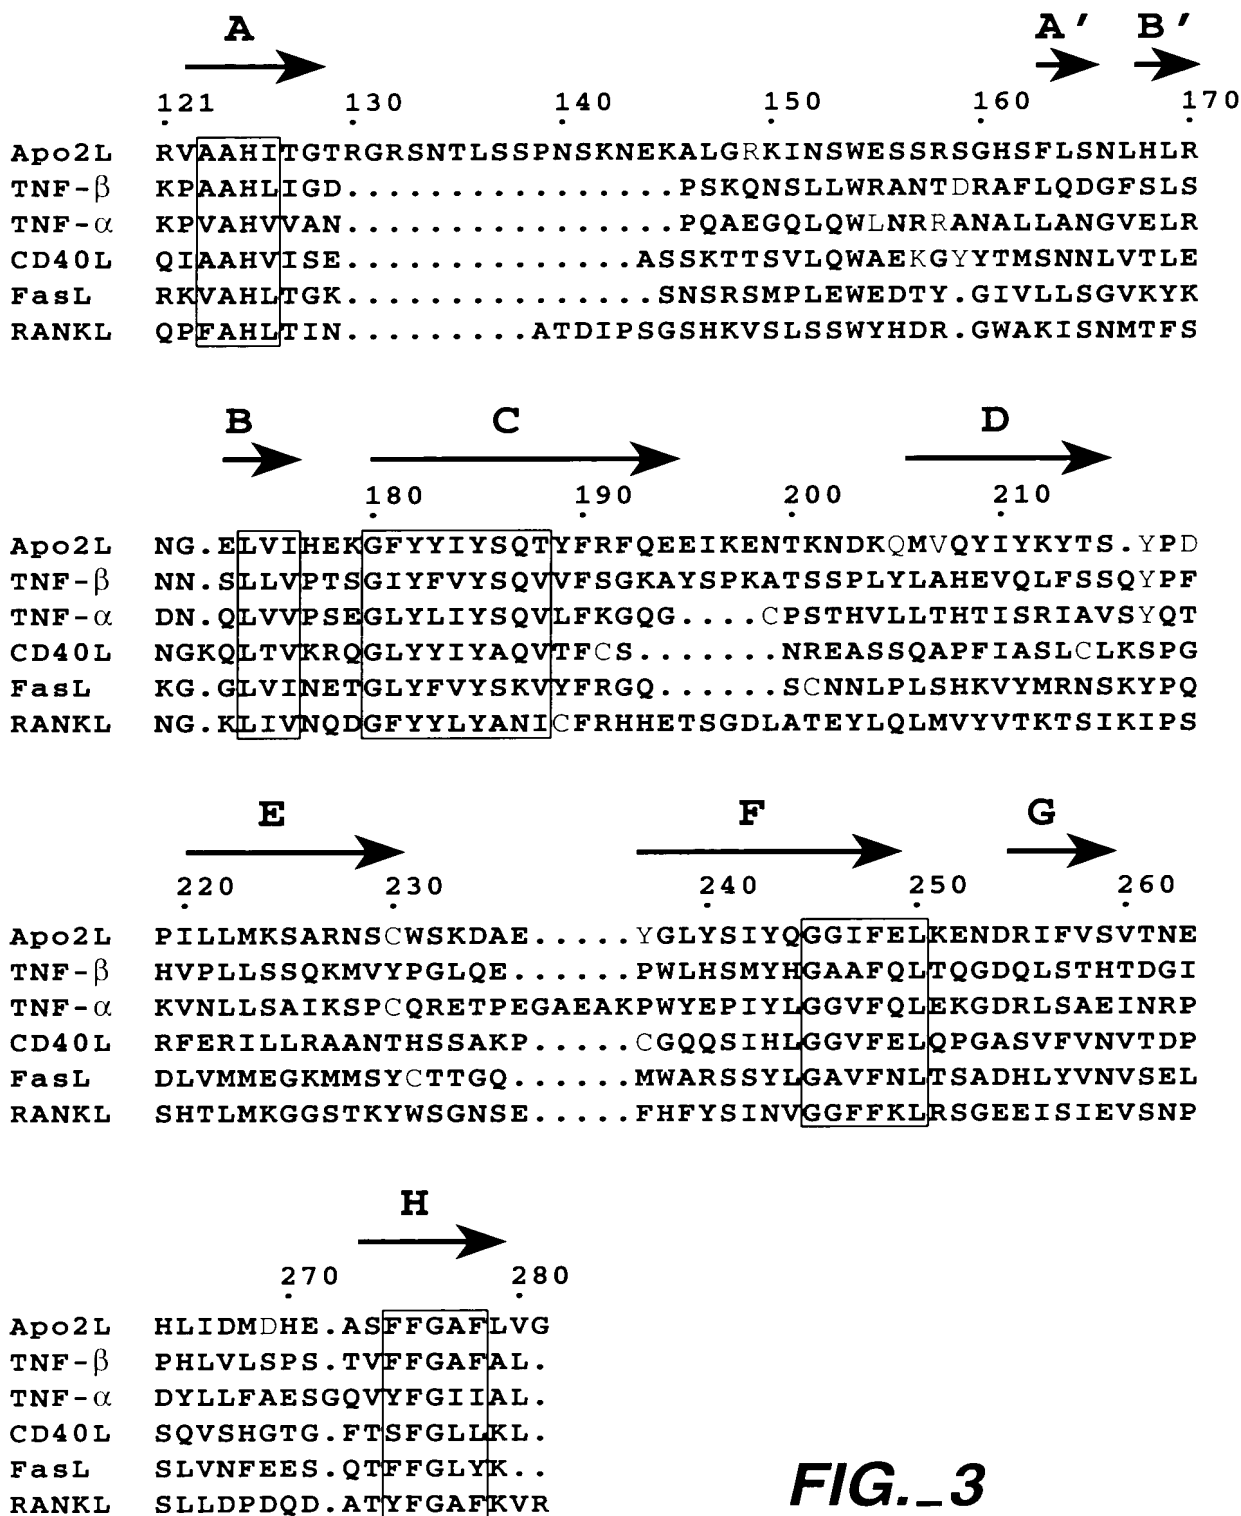 A A' B'
121 130 140 150 160 170
Apo2L RVAAHITGTRGRSNTLSSPNSKNEKALGRKINSWESSRSGHSFLSNLHLR
TNF-β KPAAHLIGD................PSKQNSLLWRANTDRAFLQDGFSLS
TNF-α KPVAHVVAN................PQAEGQLQWLNRRANALLANGVELR
CD40L QIAAHVISE..............ASSKTTSVLQWAEKGYYTMSNNLVTLE
FasL RKVAHLTGK...............SNSRSMPLEWEDTY.GIVLLSGVKYK
RANKL QPFAHLTIN.........ATDIPSGSHKVSLSSWYHDR.GWAKISNMTFS
B C D
180 190 200 210
Apo2L NG.ELVIHEKGFYYIYSQTYFRFQEEIKENTKNDKQMVQYIYKYTS.YPD
TNF-β NN.SLLVPTSGIYFVYSQVVFSGKAYSPKATSSPLYLAHEVQLFSSQYPF
TNF-α DN.QLVVPSEGLYLIYSQVLFKGQG....CPSTHVLLTHTISRIAVSYQT
CD40L NGKQLTVKRQGLYYIYAQVTFCS.......NREASSQAPFIASLCLKSPG
FasL KG.GLVINETGLYFVYSKVYFRGQ......SCNNLPLSHKVYMRNSKYPQ
RANKL NG.KLIVNQDGFYYLYANICFRHHETSGDLATEYLQLMVYVTKTSIKIPS
E F G
220 230 240 250 260
Apo2L PILLMKSARNSCWSKDAE.....YGLYSIYQGGIFELKENDRIFVSVTNE
TNF-β HVPLLSSQKMVYPGLQE......PWLHSMYHGAAFQLTQGDQLSTHTDGI
TNF-α KVNLLSAIKSPCQRETPEGAEAKPWYEPIYLGGVFQLEKGDRLSAEINRP
CD40L RFERILLRAANTHSSAKP.....CGQQSIHLGGVFELQPGASVFVNVTDP
FasL DLVMMEGKMMSYCTTGQ......MWARSSYLGAVFNLTSADHLYVNVSEL
RANKL SHTLMKGGSTKYWSGNSE.....FHFYSINVGGFFKLRSGEEISIEVSNP
H
270 280
Apo2L HLIDMDHE.ASFFGAFLVG
TNF-β PHLVLSPS.TVFFGAFAL.
TNF-α DYLLFAESGQVYFGIIAL.
CD40L SQVSHGTG.FTSFGLLKL.
FasL SLVNFEES.QTFFGLYK..
RANKL SLLDPDQD.ATYFGAFKVR
FIG._3